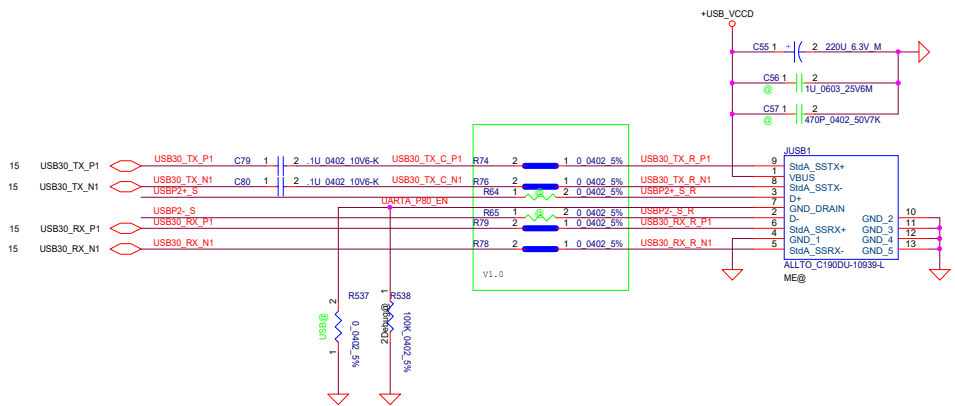 +USB_VCCD
C55 1 + 2 220U_6.3V_M
C56 1 2
@ 1U_0603_25V6M
C57 1 2
@ 470P_0402_50V7K
JUSB1
15 USB30_TX_P1 USB30_TX_P1 C79 1 2 .1U_0402_10V6-K USB30_TX_C_P1 R74 2 1 0_0402_5% USB30_TX_R_P1 9 StdA_SSTX+
1 VBUS
15 USB30_TX_N1 USB30_TX_N1 C80 1 2 .1U_0402_10V6-K USB30_TX_C_N1 R76 2 1 0_0402_5% USB30_TX_R_N1 8 StdA_SSTX-
USBP2+_S R64 1 @ 2 0_0402_5% USBP2+_S_R 3 D+
UARTA_P80_EN 7 GND_DRAIN
USBP2-_S R65 1 @ 2 0_0402_5% USBP2-_S_R 2 D- GND_2 10
15 USB30_RX_P1 USB30_RX_P1 R79 2 1 0_0402_5% USB30_RX_R_P1 6 StdA_SSRX+ GND_3 11
4 GND_1 GND_4 12
15 USB30_RX_N1 USB30_RX_N1 R78 2 1 0_0402_5% USB30_RX_R_N1 5 StdA_SSRX- GND_5 13
ALLTO_C190DU-10939-L
ME@
V1.0
R537
2
USB@
1
0_0402_5%
R538
1
2
Debug@
100K_0402_5%